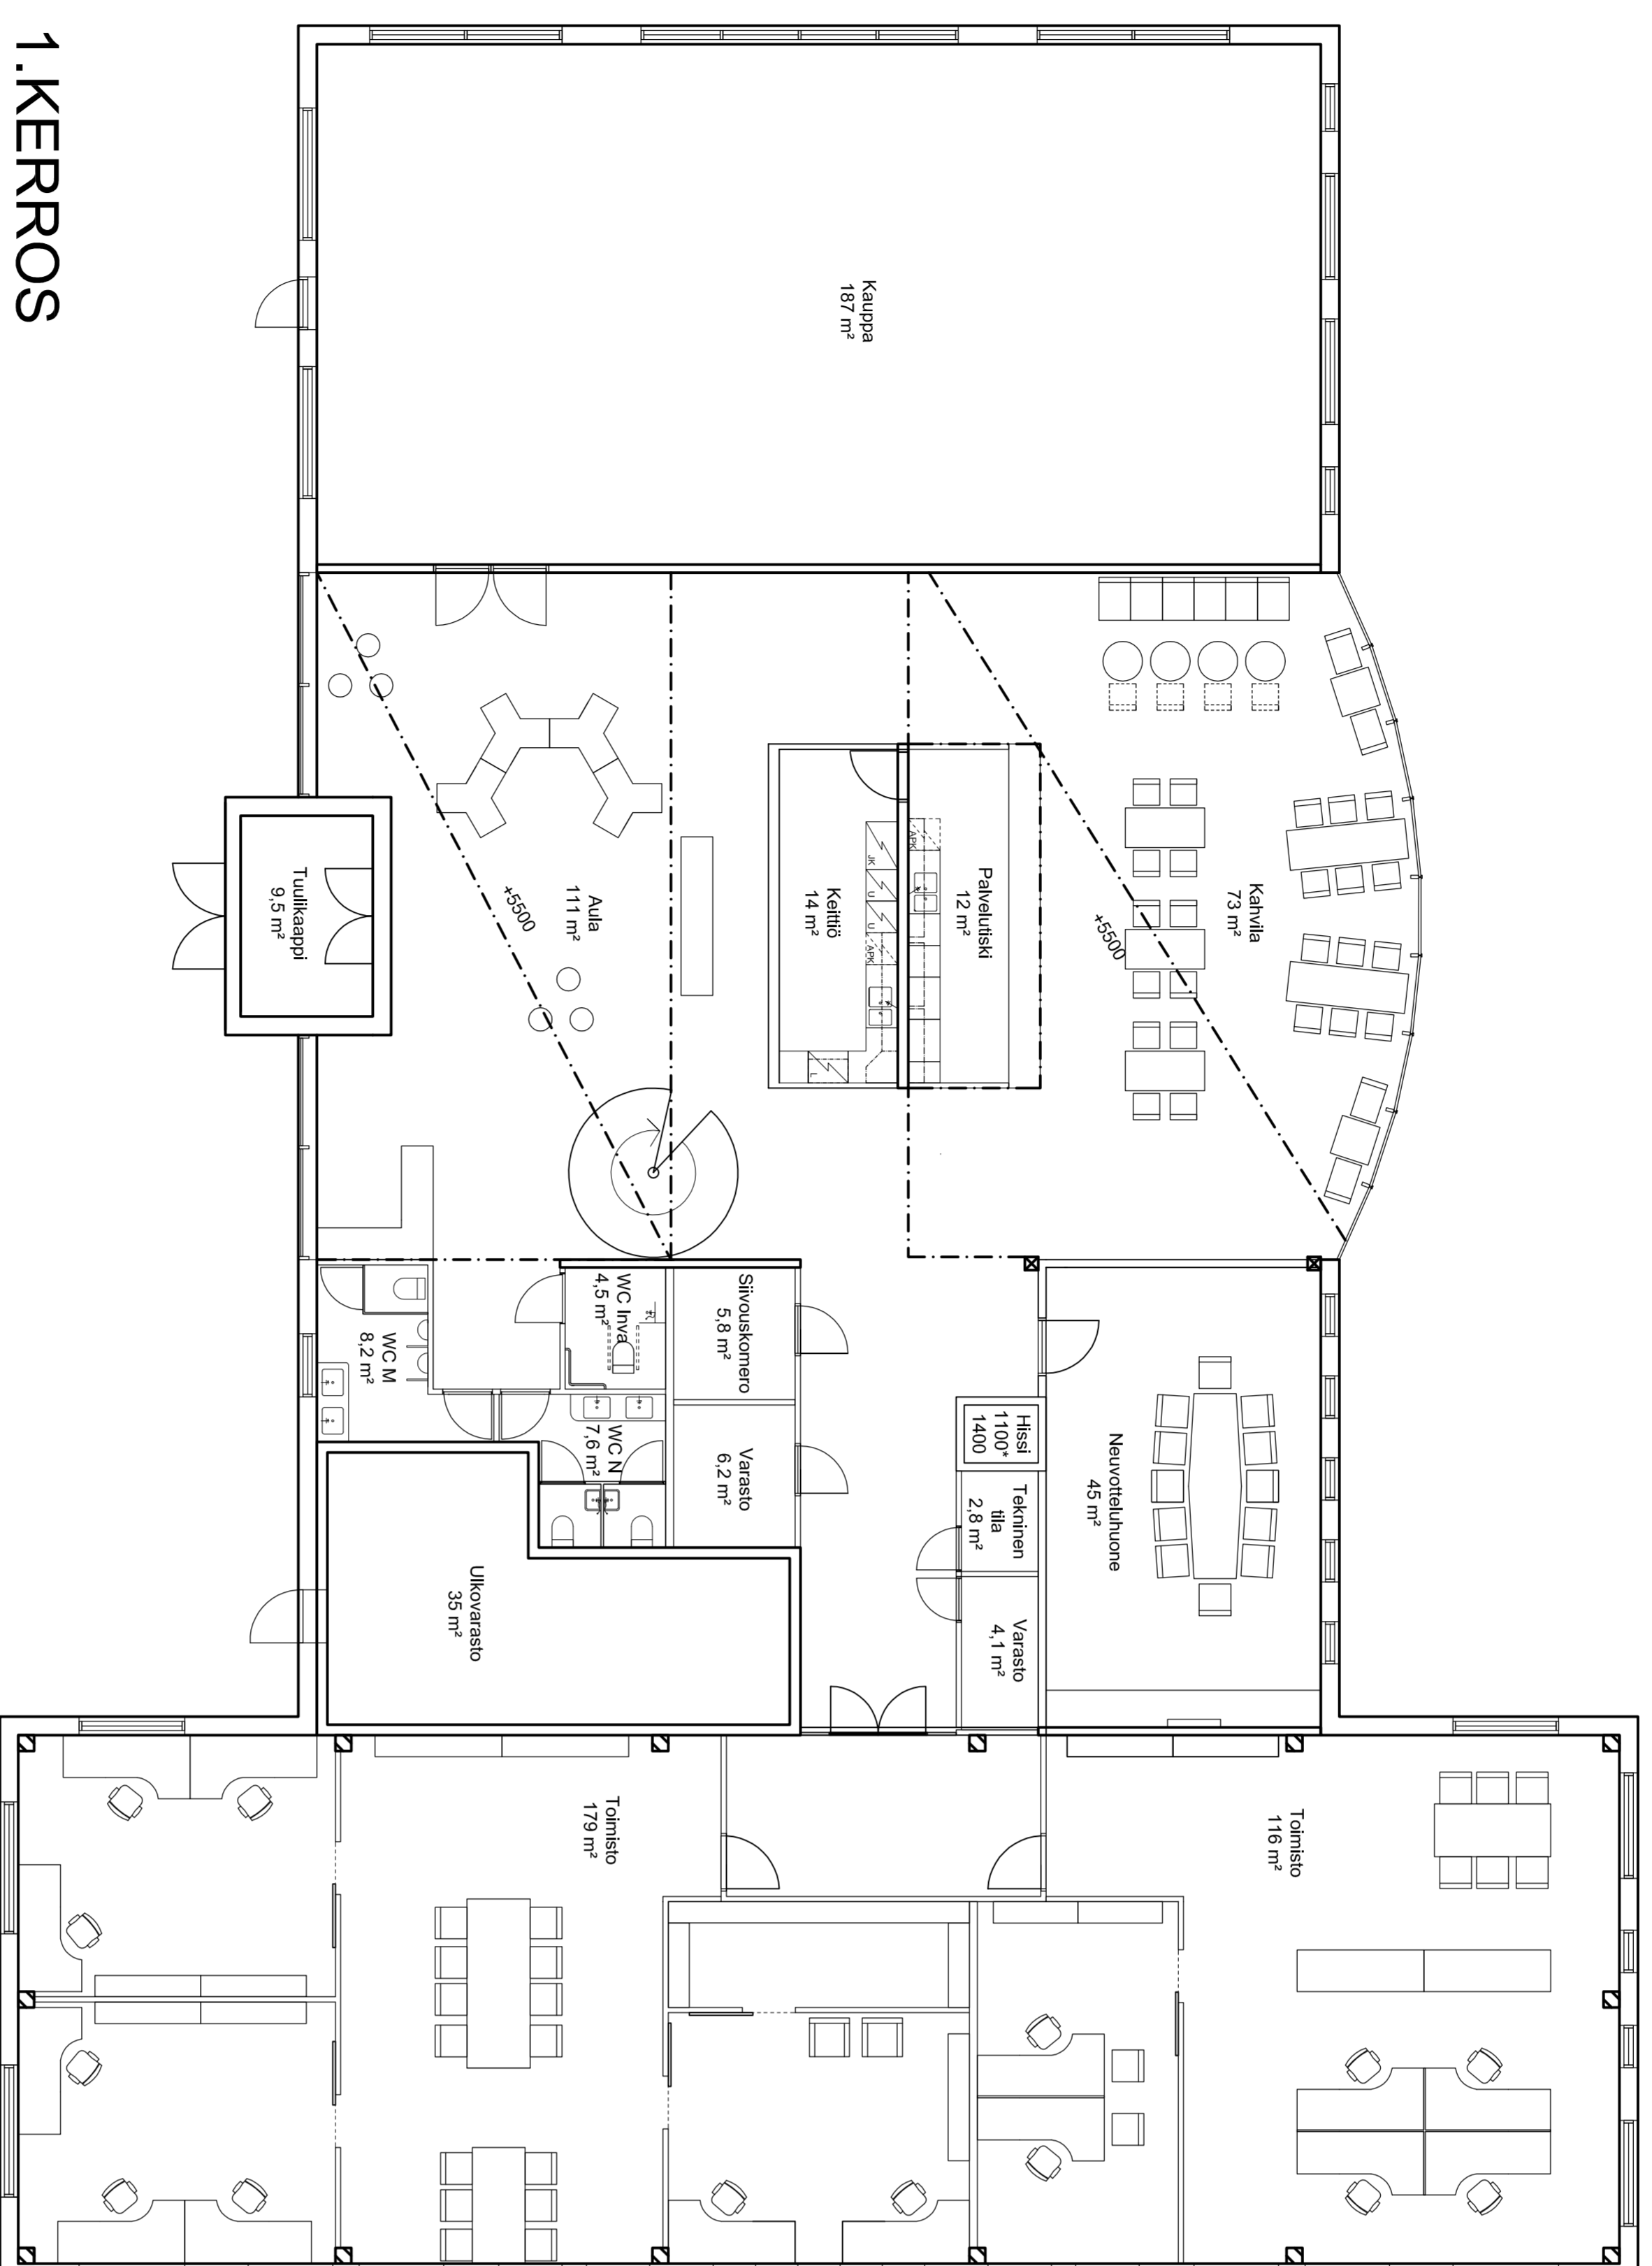 1.KERROS
Kauppa
187 m²
Kahvila
73 m²
+5500
Palvelutiski
12 m²
APK
Keittiö
14 m²
JK
U
U
APK
L
Aula
111 m²
+5500
Tuulikaappi
9,5 m²
Neuvotteluhuone
45 m²
Hissi
1100*
1400
Tekninen
tila
2,8 m²
Varasto
4,1 m²
Siivouskomero
5,8 m²
Varasto
6,2 m²
WC Inva
4,5 m²
WC N
7,6 m²
WC M
8,2 m²
Ulkovarasto
35 m²
Toimisto
116 m²
Toimisto
179 m²